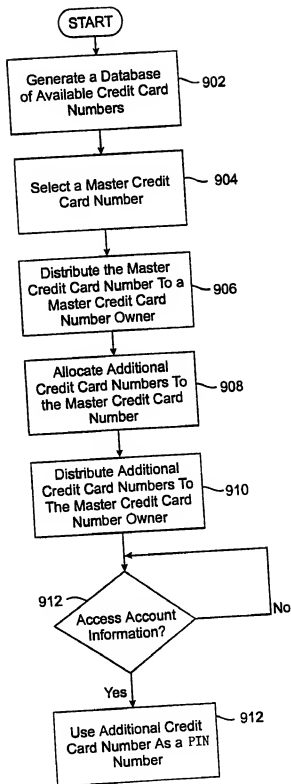 START
Generate a Database
of Available Credit Card
Numbers
902
Select a Master Credit
Card Number
904
Distribute the Master
Credit Card Number To a
Master Credit Card
Number Owner
906
Allocate Additional
Credit Card Numbers To
the Master Credit Card
Number
908
Distribute Additional
Credit Card Numbers To
The Master Credit Card
Number Owner
910
912
Access Account
Information?
No
Yes
Use Additional Credit
Card Number As a PIN
Number
912